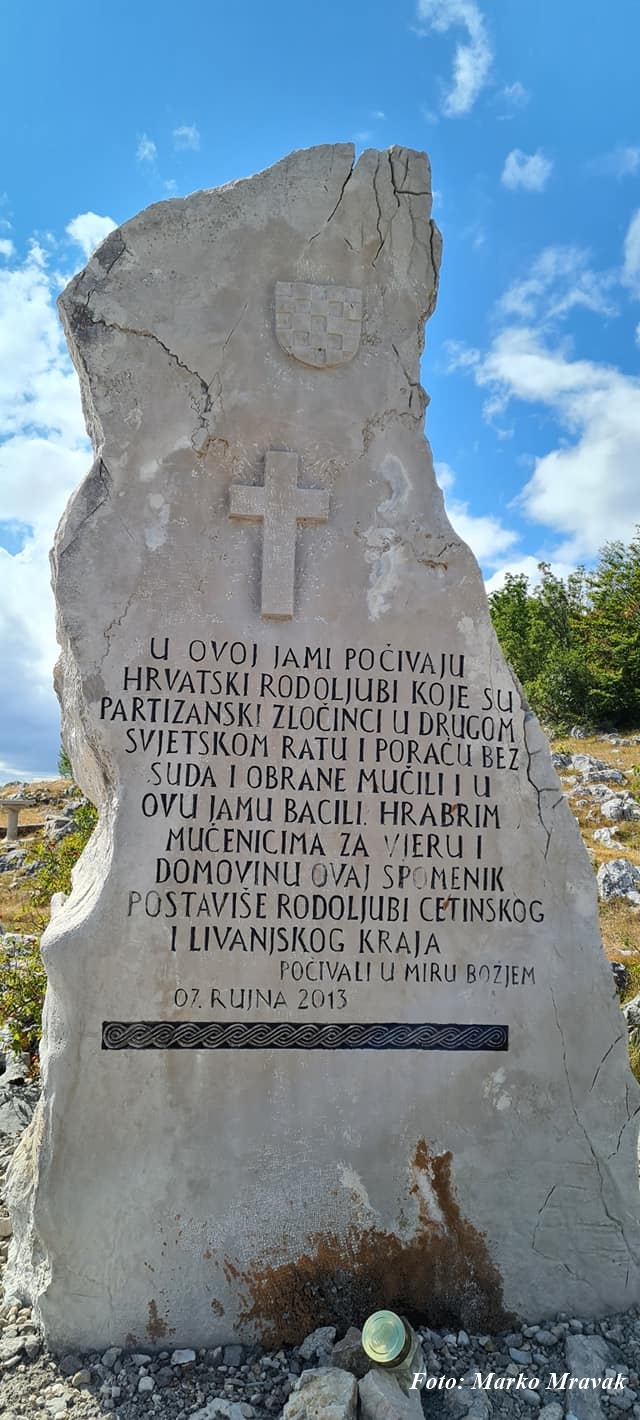 U OVOJ JAMI POČIVAJU
HRVATSKI RODOLJUBI KOJE SU
PARTIZANSKI ZLOČINCI U DRUGOM
SVJETSKOM RATU I PORAĆU BEZ
SUDA I OBRANE MUČILI I U
OVU JAMU BACILI. HRABRIM
MUČENICIMA ZA VJERU I
DOMOVINU OVAJ SPOMENIK
POSTAVIŠE RODOLJUBI CETINSKOG
I LIVANJSKOG KRAJA
POČIVALI U MIRU BOŽJEM
07. RUJNA 2013
Foto: Marko Mravak